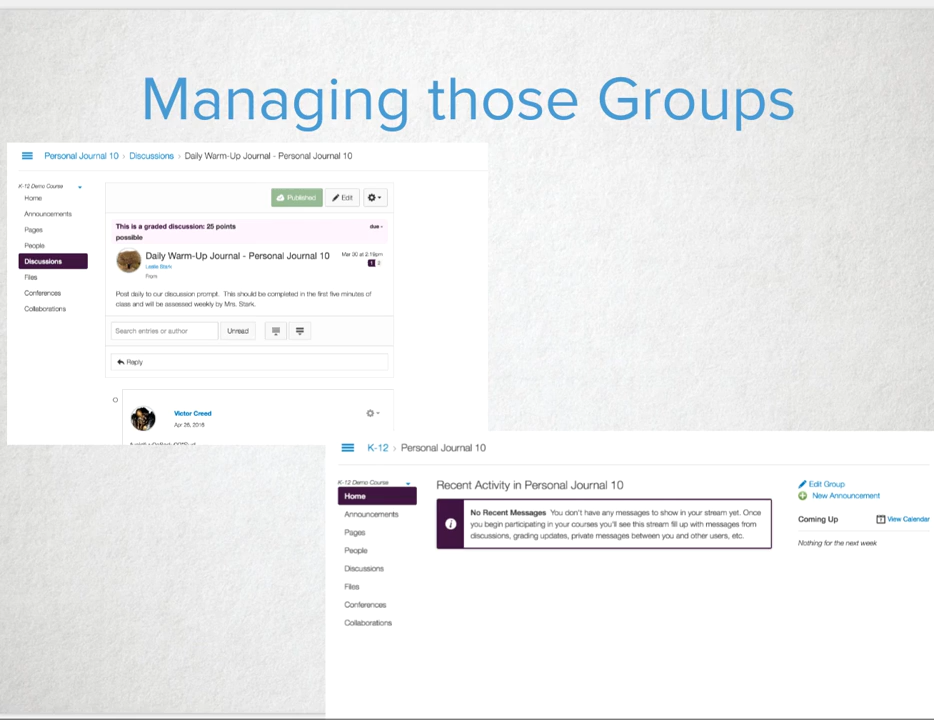 Managing those Groups
Personal Journal 10 › Discussions › Daily Warm-Up Journal - Personal Journal 10
K-12 Demo Course
Home
Announcements
Pages
People
Discussions
Files
Conferences
Collaborations
Published
Edit
This is a graded discussion: 25 points
possible
due -
Daily Warm-Up Journal - Personal Journal 10
Mar 30 at 2:19pm
From
Post daily to our discussion prompt. This should be completed in the first five minutes of
class and will be assessed weekly by Mrs. Stark.
Search entries or author
Unread
Reply
Victor Creed
Apr 26, 2016
K-12 › Personal Journal 10
K-12 Demo Course
Home
Announcements
Pages
People
Discussions
Files
Conferences
Collaborations
Recent Activity in Personal Journal 10
No Recent Messages You don't have any messages to show in your stream yet. Once
you begin participating in your courses you'll see this stream fill up with messages from
discussions, grading updates, private messages between you and other users, etc.
Edit Group
New Announcement
Coming Up
View Calendar
Nothing for the next week